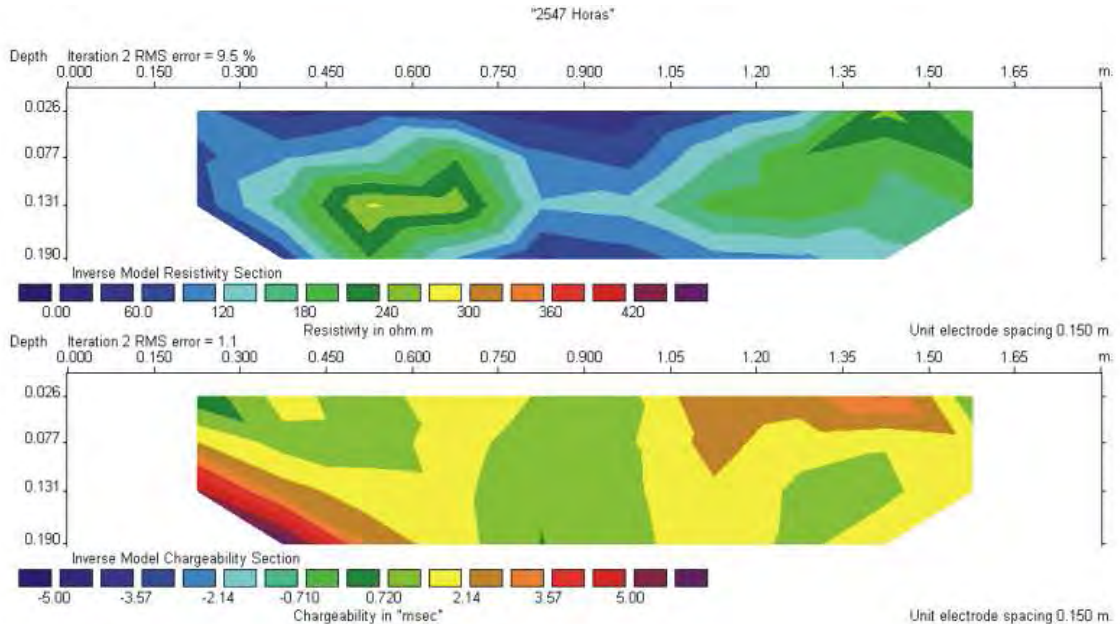 "2547 Horas"
Depth Iteration 2 RMS error = 9.5 %
0.000 0.150 0.300 0.450 0.600 0.750 0.900 1.05 1.20 1.35 1.50 1.65 m.
0.026
0.077
0.131
0.190
Inverse Model Resistivity Section
0.00 60.0 120 180 240 300 360 420
Resistivity in ohm.m Unit electrode spacing 0.150 m.
Depth Iteration 2 RMS error = 1.1
0.000 0.150 0.300 0.450 0.600 0.750 0.900 1.05 1.20 1.35 1.50 1.65 m.
0.026
0.077
0.131
0.190
Inverse Model Chargeability Section
-5.00 -3.57 -2.14 -0.710 0.720 2.14 3.57 5.00
Chargeability in "msec" Unit electrode spacing 0.150 m.